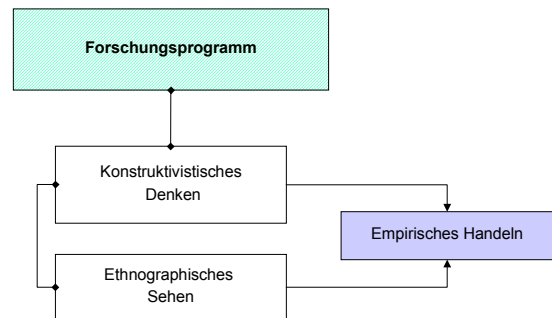 Forschungsprogramm
Konstruktivistisches
Denken
Empirisches Handeln
Ethnographisches
Sehen